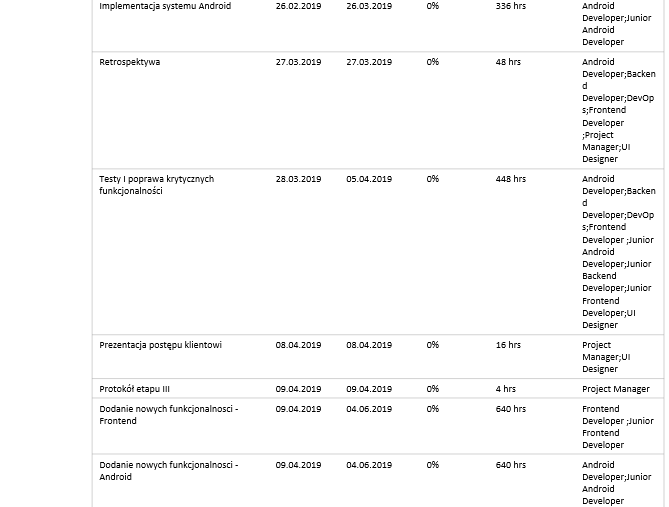 Implementacja systemu Android 26.02.2019 26.03.2019 0% 336 hrs Android
Developer;Junior
Android
Developer
Retrospektywa 27.03.2019 27.03.2019 0% 48 hrs Android
Developer;Backen
d
Developer;DevOp
s;Frontend
Developer
;Project
Manager;UI
Designer
Testy I poprawa krytycznych 28.03.2019 05.04.2019 0% 448 hrs Android
funkcjonalności Developer;Backen
d
Developer;DevOp
s;Frontend
Developer ;Junior
Android
Developer;Junior
Backend
Developer;Junior
Frontend
Developer;UI
Designer
Prezentacja postępu klientowi 08.04.2019 08.04.2019 0% 16 hrs Project
Manager;UI
Designer
Protokół etapu III 09.04.2019 09.04.2019 0% 4 hrs Project Manager
Dodanie nowych funkcjonalnosci - 09.04.2019 04.06.2019 0% 640 hrs Frontend
Frontend Developer ;Junior
Frontend
Developer
Dodanie nowych funkcjonalnosci - 09.04.2019 04.06.2019 0% 640 hrs Android
Android Developer;Junior
Android
Developer